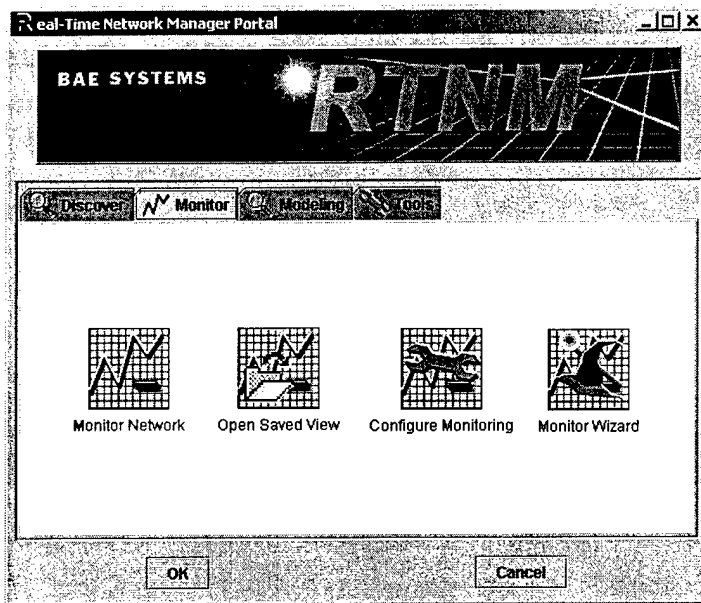 Real-Time Network Manager Portal
BAE SYSTEMS
RTNM
Discover Monitor Modeling Tools
Monitor Network Open Saved View Configure Monitoring Monitor Wizard
OK Cancel